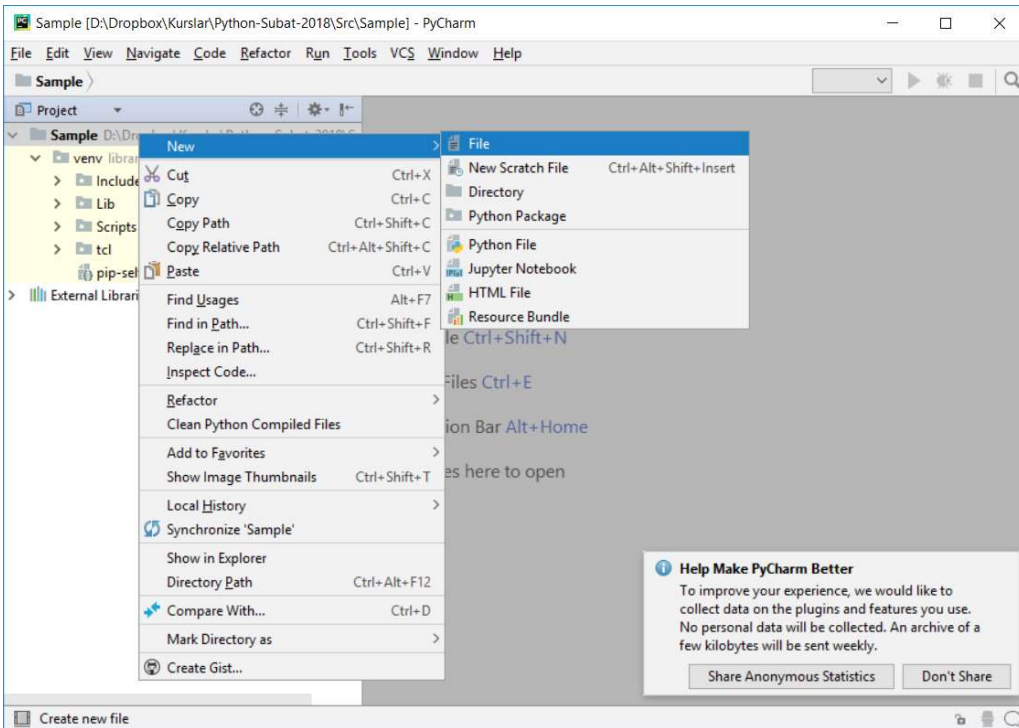 Sample [D:\Dropbox\Kurslar\Python-Subat-2018\Src\Sample] - PyCharm
File Edit View Navigate Code Refactor Run Tools VCS Window Help
Sample
Project
Sample
venv
Include
Lib
Scripts
tcl
External
New
Cut Ctrl+X
Copy Ctrl+C
Copy Path Ctrl+Shift+C
Copy Relative Path Ctrl+Alt+Shift+C
Paste Ctrl+V
Find Usages Alt+F7
Find in Path... Ctrl+Shift+F
Replace in Path... Ctrl+Shift+R
Inspect Code...
Refactor
Clean Python Compiled Files
Add to Favorites
Show Image Thumbnails Ctrl+Shift+T
Local History
Synchronize 'Sample'
Show in Explorer
Directory Path Ctrl+Alt+F12
Compare With... Ctrl+D
Mark Directory as
Create Gist...
File
New Scratch File Ctrl+Alt+Shift+Insert
Directory
Python Package
Python File
Jupyter Notebook
HTML File
Resource Bundle
Ctrl+Shift+N
Files Ctrl+E
Bar Alt+Home
here to open
Help Make PyCharm Better
To improve your experience, we would like to
collect data on the plugins and features you use.
No personal data will be collected. An archive of a
few kilobytes will be sent weekly.
Share Anonymous Statistics Don't Share
Create new file